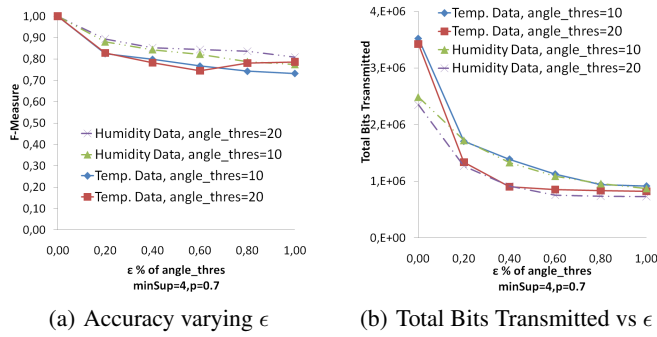 1,00
0,90
0,80
0,70
0,60
0,50
0,40
0,30
0,20
0,10
0,00
F-Measure
Humidity Data, angle_thres=20
Humidity Data, angle_thres=10
Temp. Data, angle_thres=10
Temp. Data, angle_thres=20
0,00 0,20 0,40 0,60 0,80 1,00
ε % of angle_thres
minSup=4,p=0.7
(a) Accuracy varying ϵ
4,E+06
3,E+06
2,E+06
1,E+06
0,E+00
Total Bits Trsansmitted
Temp. Data, angle_thres=10
Temp. Data, angle_thres=20
Humidity Data, angle_thres=10
Humidity Data, angle_thres=20
0,00 0,20 0,40 0,60 0,80 1,00
ε % of angle_thres
minSup=4,p=0.7
(b) Total Bits Transmitted vs ϵ